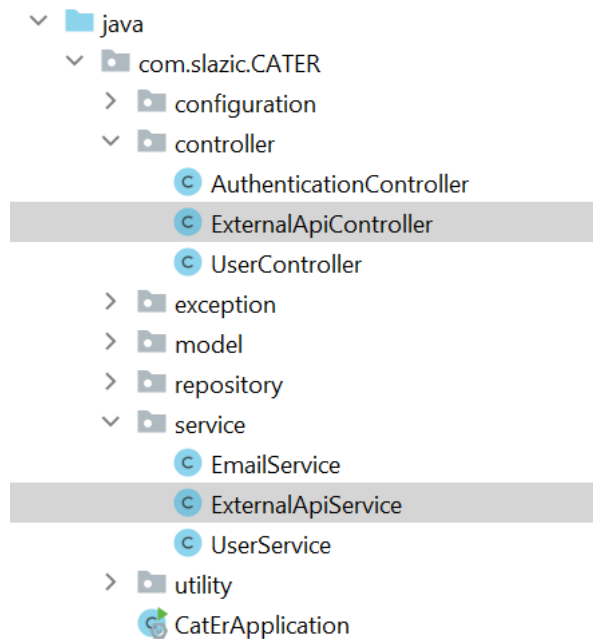 java
com.slazic.CATER
configuration
controller
C AuthenticationController
C ExternalApiController
C UserController
exception
model
repository
service
C EmailService
C ExternalApiService
C UserService
utility
C CatErApplication